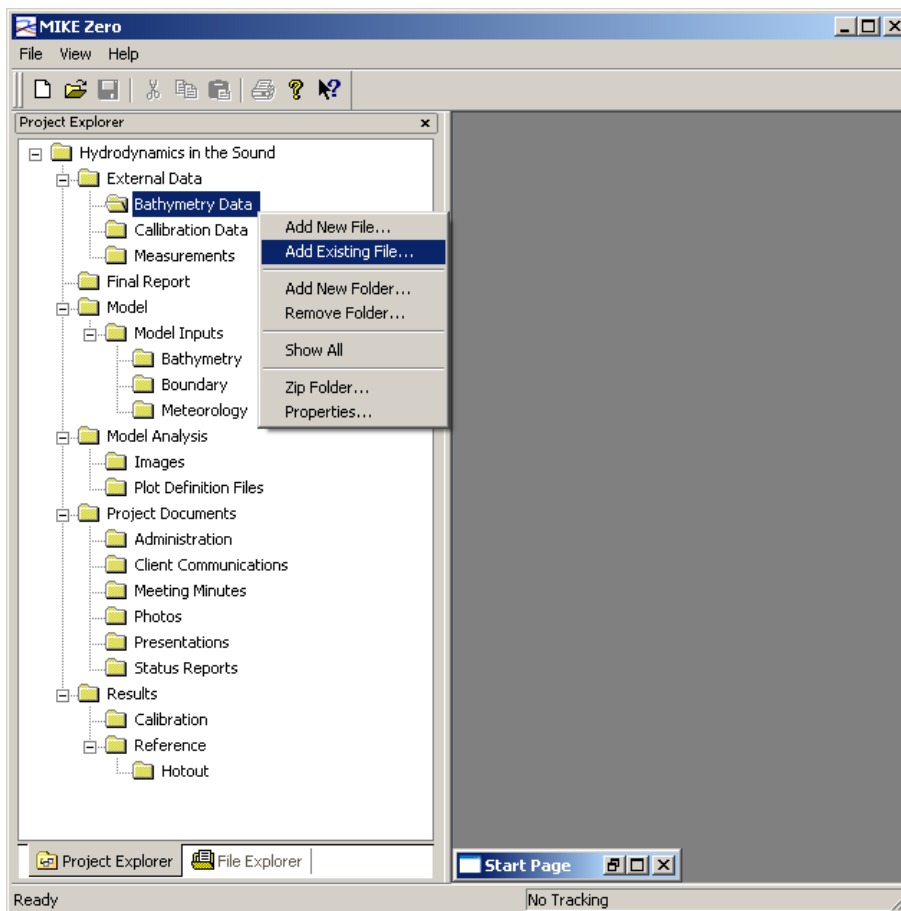 MIKE Zero
File View Help
Project Explorer
Hydrodynamics in the Sound
External Data
Bathymetry Data
Callibration Data
Measurements
Final Report
Model
Model Inputs
Bathymetry
Boundary
Meteorology
Model Analysis
Images
Plot Definition Files
Project Documents
Administration
Client Communications
Meeting Minutes
Photos
Presentations
Status Reports
Results
Calibration
Reference
Hotout
Add New File...
Add Existing File...
Add New Folder...
Remove Folder...
Show All
Zip Folder...
Properties...
Project Explorer File Explorer
Start Page
Ready No Tracking